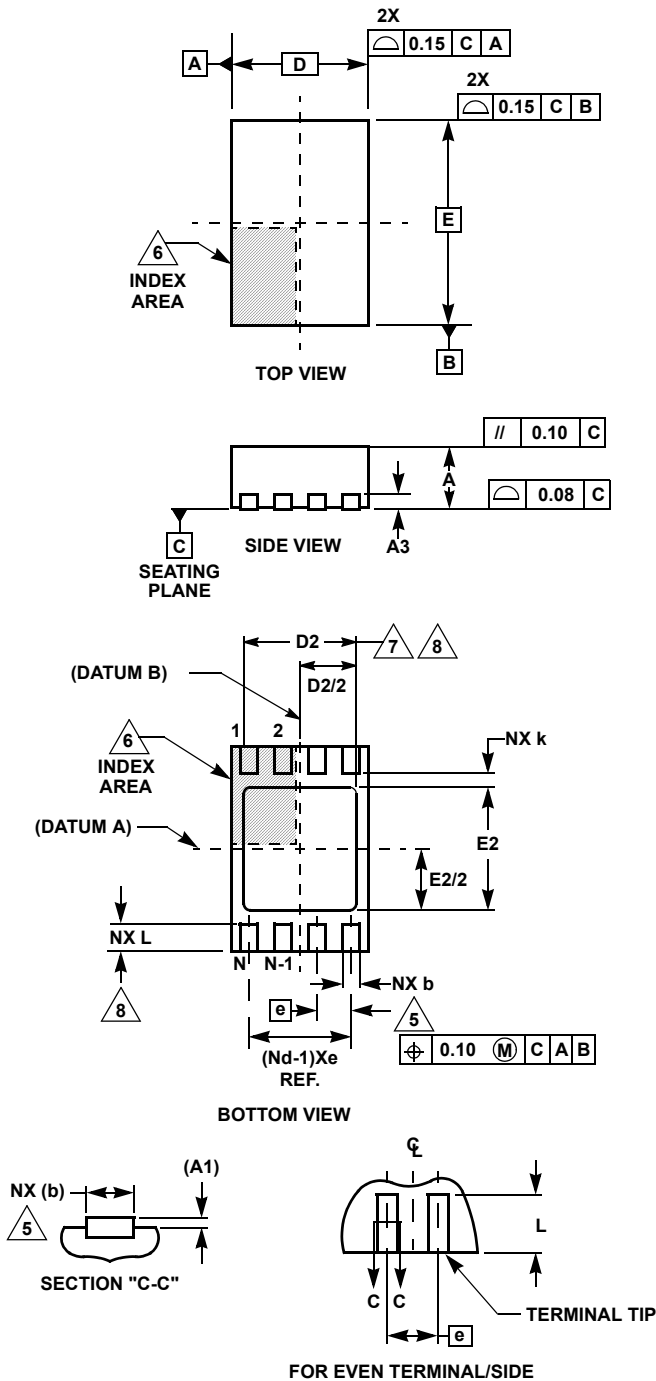 2X
⌓ 0.15 C A
A
D
2X
⌓ 0.15 C B
E
6
INDEX
AREA
B
TOP VIEW
// 0.10 C
A
⌓ 0.08 C
C
SIDE VIEW
A3
SEATING
PLANE
D2
7
8
(DATUM B)
D2/2
1
2
6
INDEX
AREA
NX k
(DATUM A)
E2
E2/2
NX L
N
N-1
NX b
8
e
5
(Nd-1)Xe
REF.
⌖ 0.10 Ⓜ C A B
BOTTOM VIEW
(A1)
NX (b)
5
SECTION "C-C"
℄
L
C
C
TERMINAL TIP
e
FOR EVEN TERMINAL/SIDE